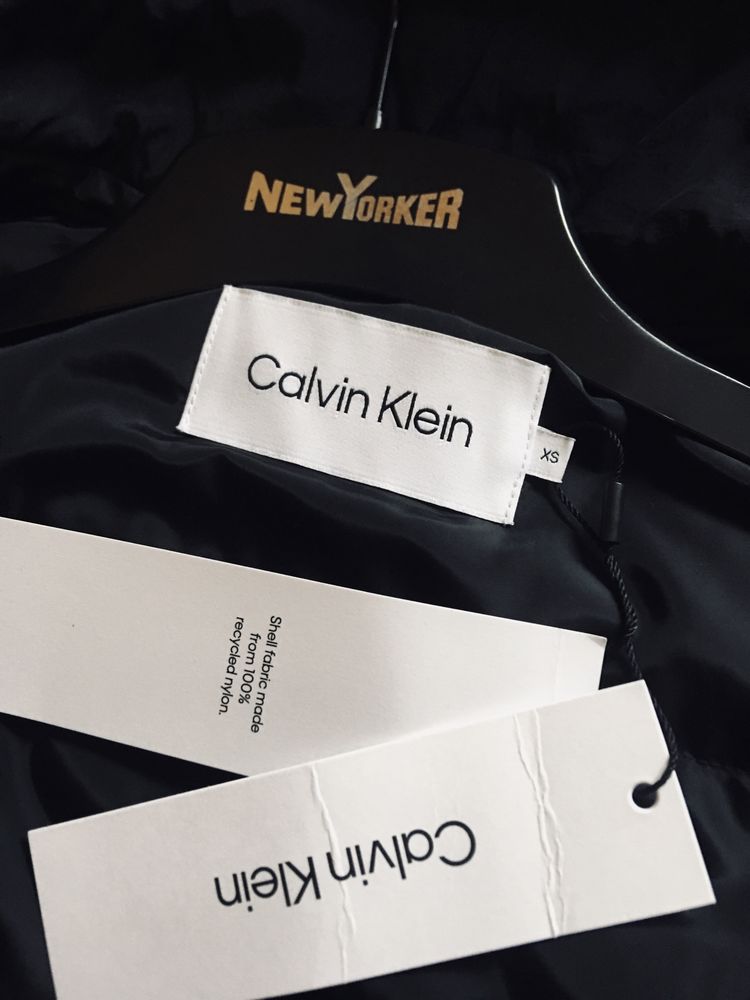 NEWYORKER
Calvin Klein
XS
Shell fabric made
from 100%
recycled nylon.
Calvin Klein